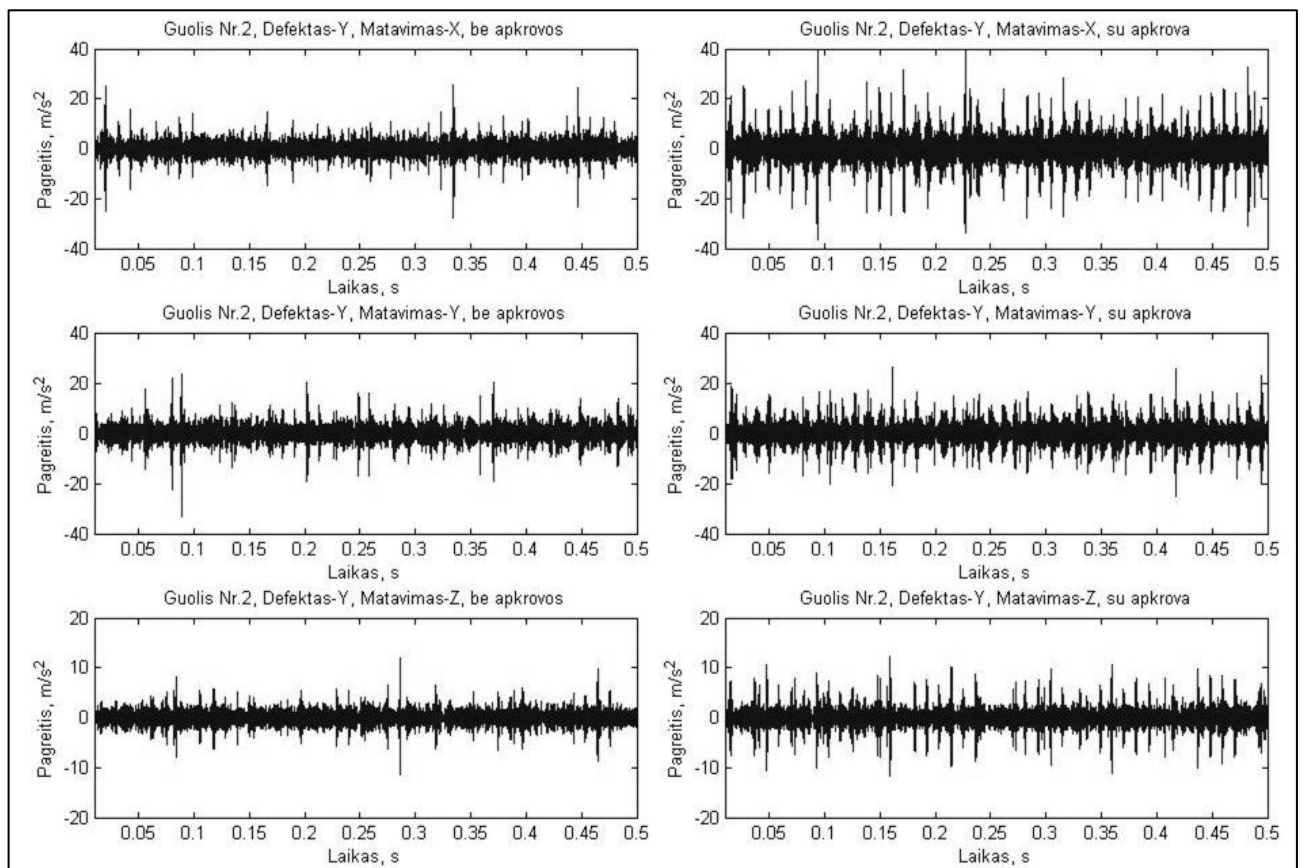 Guolis Nr.2, Defektas-Y, Matavimas-X, be apkrovos
40
20
0
-20
-40
Pagreitis, m/s²
0.05 0.1 0.15 0.2 0.25 0.3 0.35 0.4 0.45 0.5
Laikas, s
Guolis Nr.2, Defektas-Y, Matavimas-X, su apkrova
40
20
0
-20
-40
Pagreitis, m/s²
0.05 0.1 0.15 0.2 0.25 0.3 0.35 0.4 0.45 0.5
Laikas, s
Guolis Nr.2, Defektas-Y, Matavimas-Y, be apkrovos
40
20
0
-20
-40
Pagreitis, m/s²
0.05 0.1 0.15 0.2 0.25 0.3 0.35 0.4 0.45 0.5
Laikas, s
Guolis Nr.2, Defektas-Y, Matavimas-Y, su apkrova
40
20
0
-20
-40
Pagreitis, m/s²
0.05 0.1 0.15 0.2 0.25 0.3 0.35 0.4 0.45 0.5
Laikas, s
Guolis Nr.2, Defektas-Y, Matavimas-Z, be apkrovos
20
10
0
-10
-20
Pagreitis, m/s²
0.05 0.1 0.15 0.2 0.25 0.3 0.35 0.4 0.45 0.5
Laikas, s
Guolis Nr.2, Defektas-Y, Matavimas-Z, su apkrova
20
10
0
-10
-20
Pagreitis, m/s²
0.05 0.1 0.15 0.2 0.25 0.3 0.35 0.4 0.45 0.5
Laikas, s